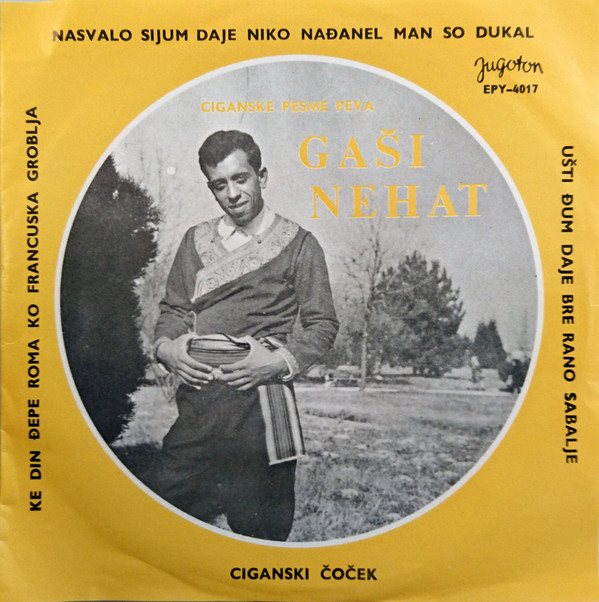 NASVALO SIJUM DAJE NIKO NAĐANEL MAN SO DUKAL
Jugoton
EPY-4017
CIGANSKE PESME PEVA
GAŠI
NEHAT
KE DIN ĐEPE ROMA KO FRANCUSKA GROBLJA
UŠTI ĐUM DAJE BRE RANO SABALJE
CIGANSKI ČOČEK